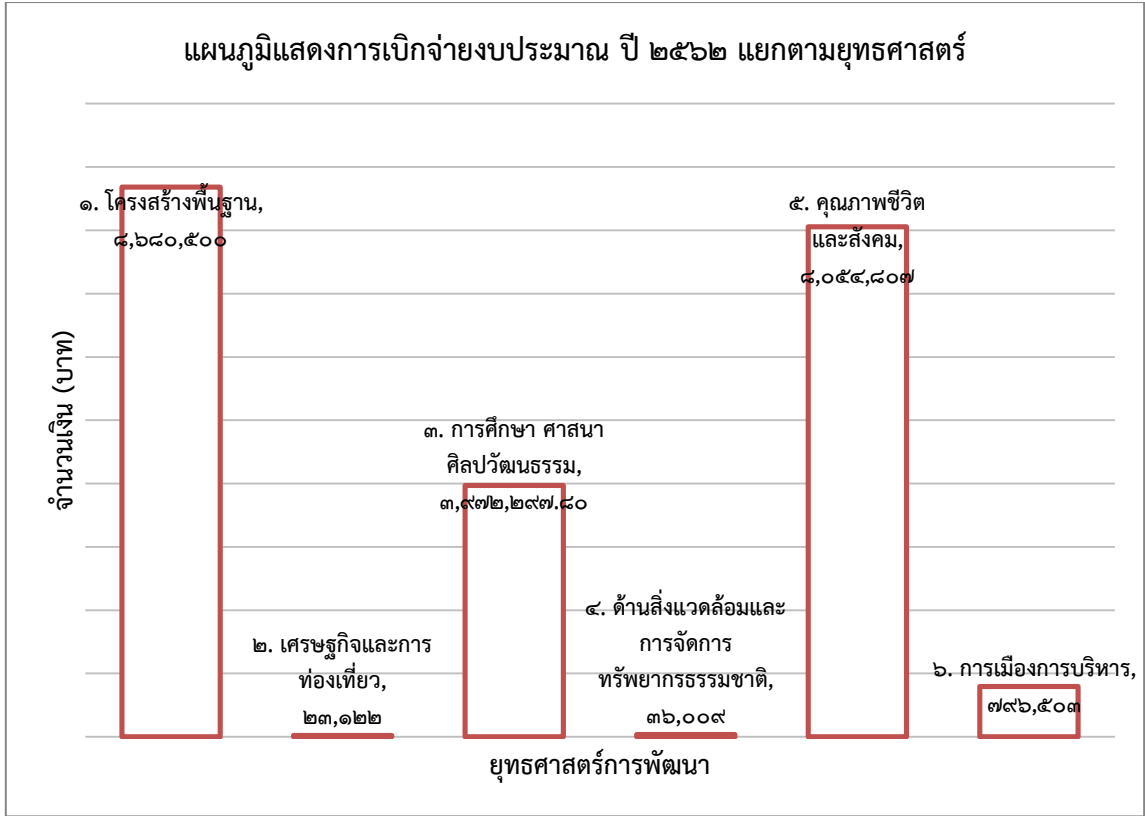 แผนภูมิแสดงการเบิกจ่ายงบประมาณ ปี ๒๕๖๒ แยกตามยุทธศาสตร์
จำนวนเงิน (บาท)
๑. โครงสร้างพื้นฐาน,
๘,๖๘๐,๕๐๐
๒. เศรษฐกิจและการ
ท่องเที่ยว,
๒๓,๑๒๒
๓. การศึกษา ศาสนา
ศิลปวัฒนธรรม,
๓,๙๗๒,๒๙๗.๘๐
๔. ด้านสิ่งแวดล้อมและ
การจัดการ
ทรัพยากรธรรมชาติ,
๓๖,๐๐๙
๕. คุณภาพชีวิต
และสังคม,
๘,๐๕๔,๘๐๗
๖. การเมืองการบริหาร,
๗๙๖,๕๐๓
ยุทธศาสตร์การพัฒนา